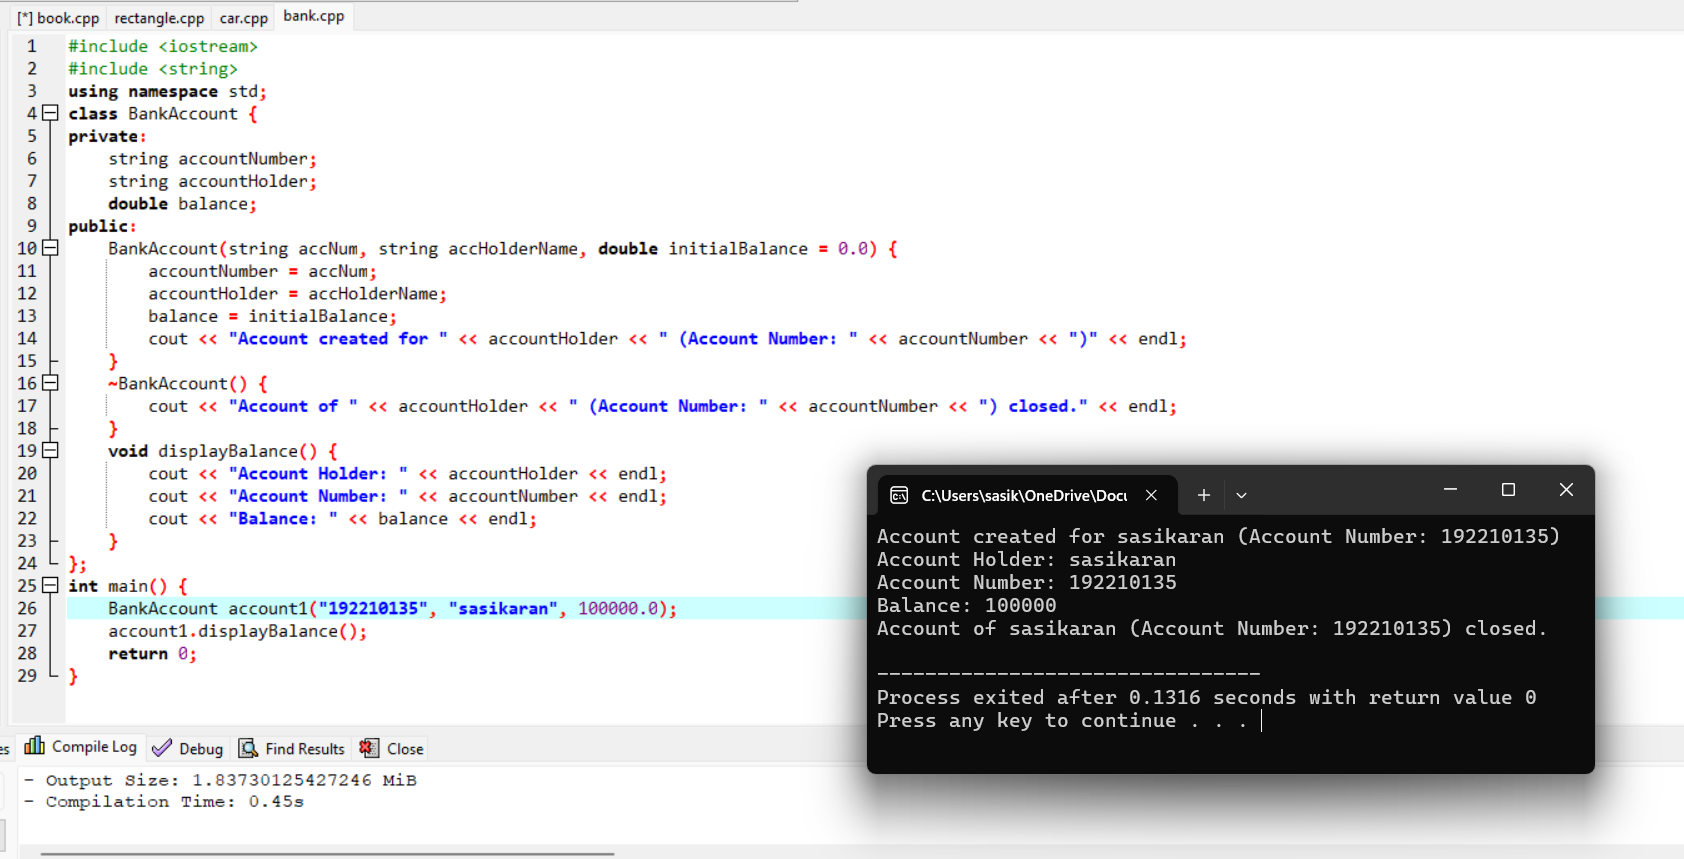 [*] book.cpp rectangle.cpp car.cpp bank.cpp
1 #include <iostream>
2 #include <string>
3 using namespace std;
4 class BankAccount {
5 private:
6     string accountNumber;
7     string accountHolder;
8     double balance;
9 public:
10     BankAccount(string accNum, string accHolderName, double initialBalance = 0.0) {
11         accountNumber = accNum;
12         accountHolder = accHolderName;
13         balance = initialBalance;
14         cout << "Account created for " << accountHolder << " (Account Number: " << accountNumber << ")" << endl;
15     }
16     ~BankAccount() {
17         cout << "Account of " << accountHolder << " (Account Number: " << accountNumber << ") closed." << endl;
18     }
19     void displayBalance() {
20         cout << "Account Holder: " << accountHolder << endl;
21         cout << "Account Number: " << accountNumber << endl;
22         cout << "Balance: " << balance << endl;
23     }
24 };
25 int main() {
26     BankAccount account1("192210135", "sasikaran", 100000.0);
27     account1.displayBalance();
28     return 0;
29 }
C:\Users\sasik\OneDrive\Docu
Account created for sasikaran (Account Number: 192210135)
Account Holder: sasikaran
Account Number: 192210135
Balance: 100000
Account of sasikaran (Account Number: 192210135) closed.
--------------------------------
Process exited after 0.1316 seconds with return value 0
Press any key to continue . . .
es Compile Log Debug Find Results Close
- Output Size: 1.83730125427246 MiB
- Compilation Time: 0.45s